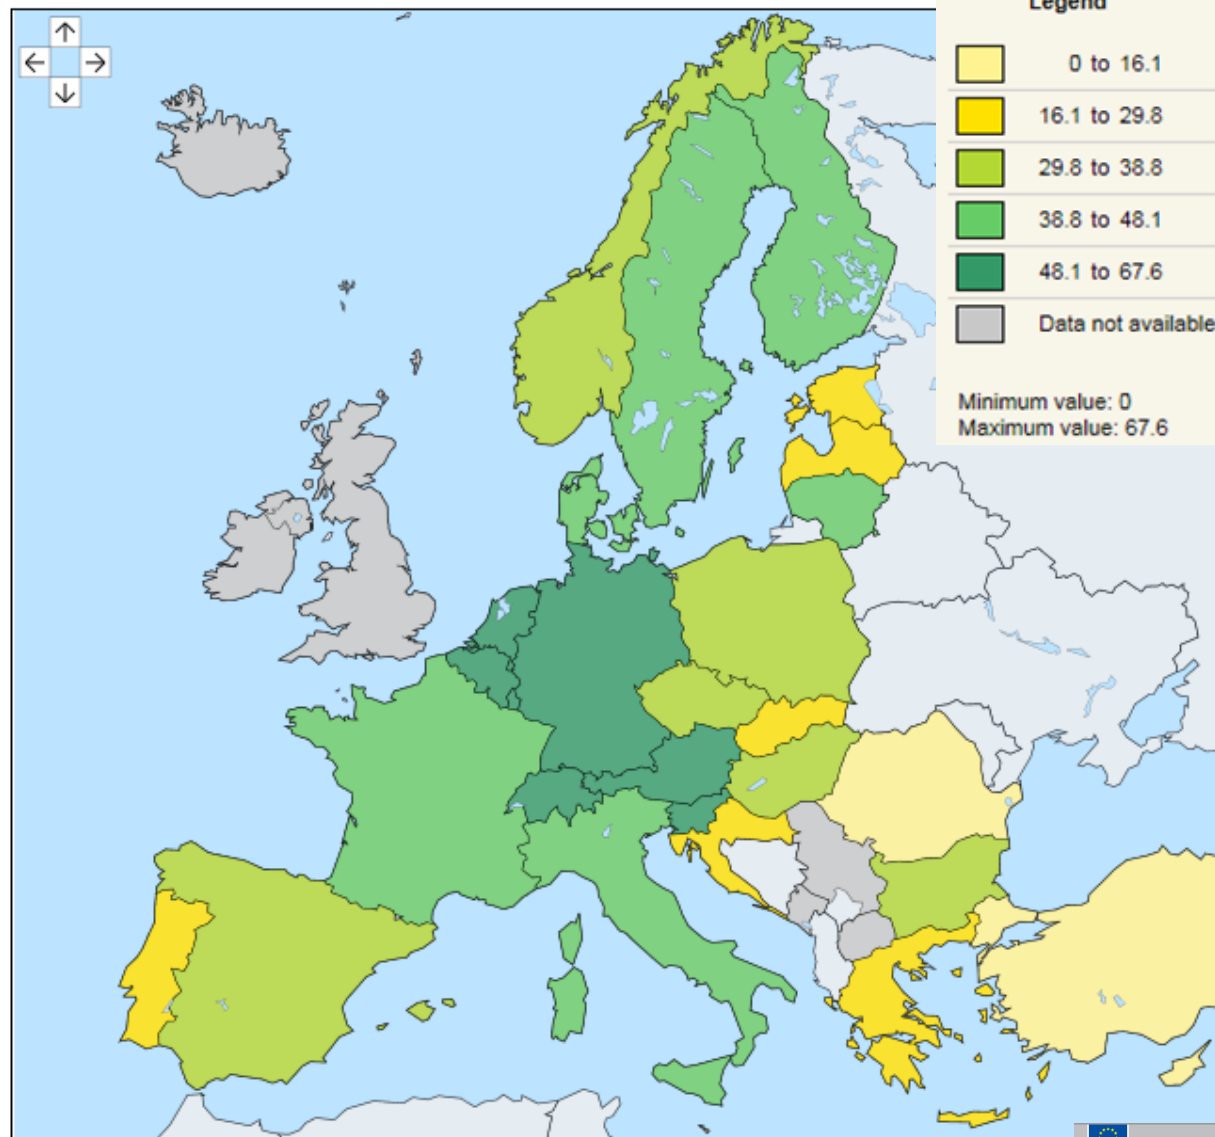 Legend
0 to 16.1
16.1 to 29.8
29.8 to 38.8
38.8 to 48.1
48.1 to 67.6
Data not available
Minimum value: 0
Maximum value: 67.6